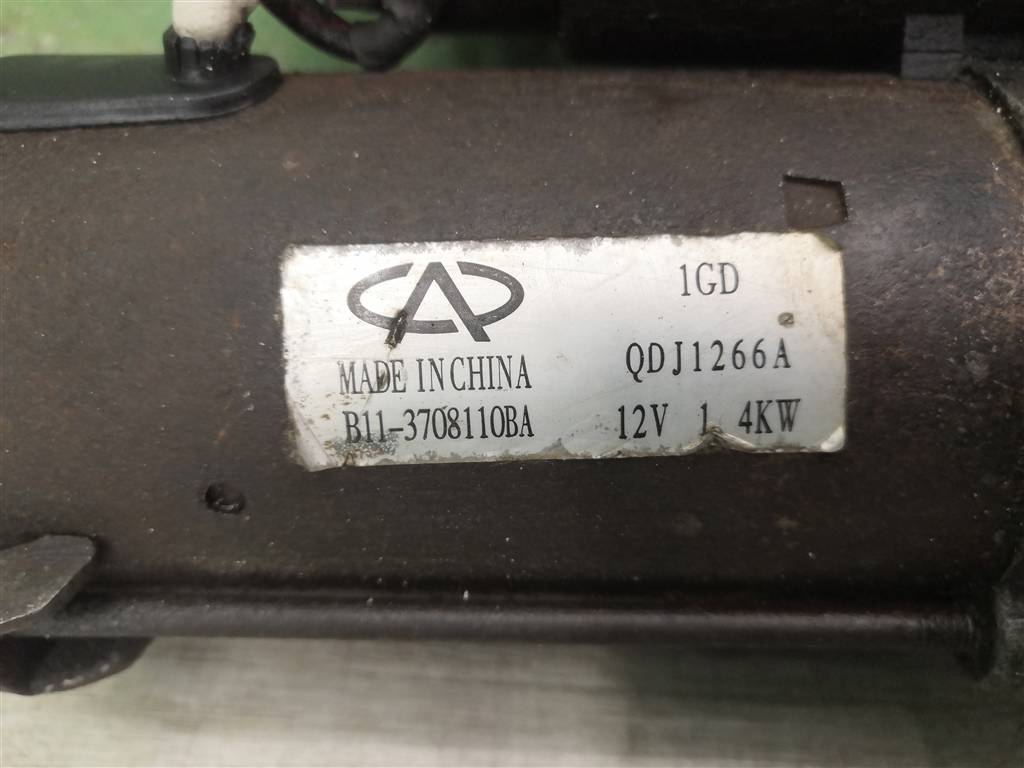 1GD
MADE IN CHINA
QDJ1266A
B11-3708110BA
12V 1.4KW